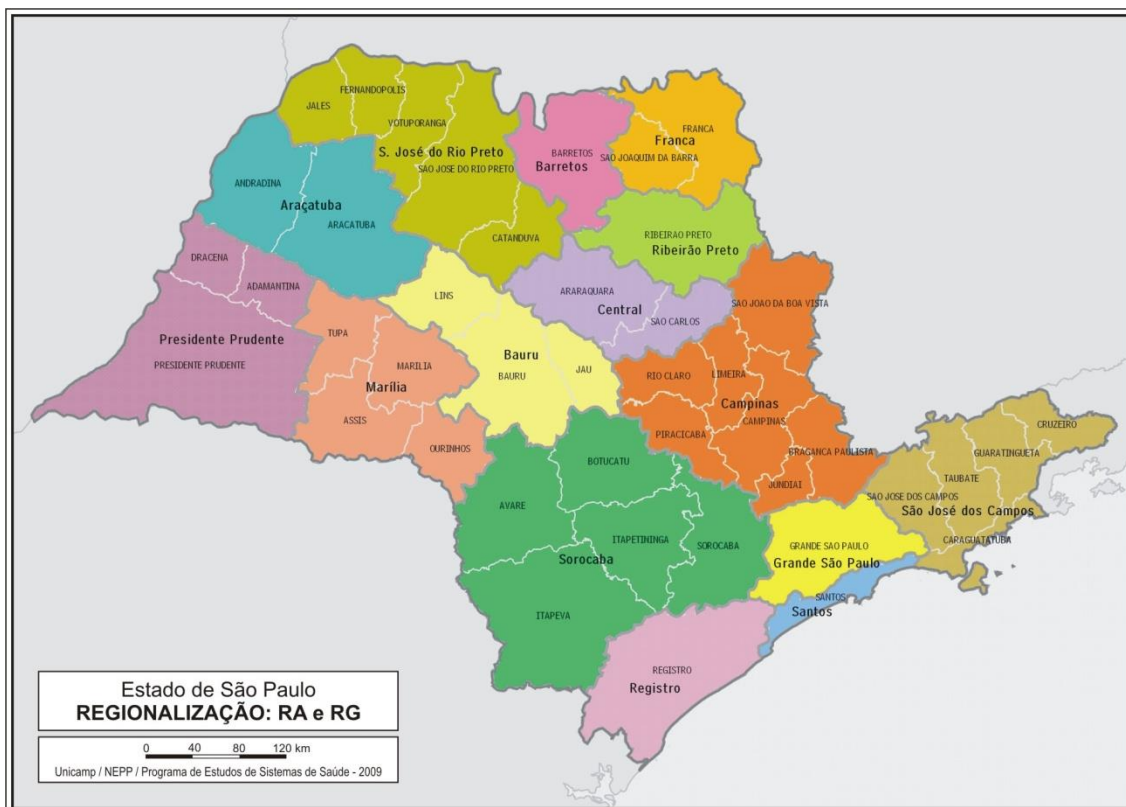 JALES
FERNANDOPOLIS
VOTUPORANGA
S. José do Rio Preto
SAO JOSE DO RIO PRETO
CATANDUVA
BARRETOS
Barretos
FRANCA
Franca
SAO JOAQUIM DA BARRA
ANDRADINA
Araçatuba
ARACATUBA
RIBEIRAO PRETO
Ribeirão Preto
DRACENA
ADAMANTINA
Presidente Prudente
PRESIDENTE PRUDENTE
TUPA
MARILIA
Marília
ASSIS
OURINHOS
LINS
Bauru
BAURU
JAU
ARARAQUARA
Central
SAO CARLOS
SAO JOAO DA BOA VISTA
RIO CLARO
LIMEIRA
Campinas
CAMPINAS
PIRACICABA
BRAGANCA PAULISTA
JUNDIAI
CRUZEIRO
GUARATINGUETA
TAUBATE
SAO JOSE DOS CAMPOS
São José dos Campos
CARAGUATATUBA
BOTUCATU
AVARE
ITAPETININGA
SOROCABA
Sorocaba
ITAPEVA
GRANDE SAO PAULO
Grande São Paulo
SANTOS
Santos
REGISTRO
Registro
Estado de São Paulo
REGIONALIZAÇÃO: RA e RG
0 40 80 120 km
Unicamp / NEPP / Programa de Estudos de Sistemas de Saúde - 2009